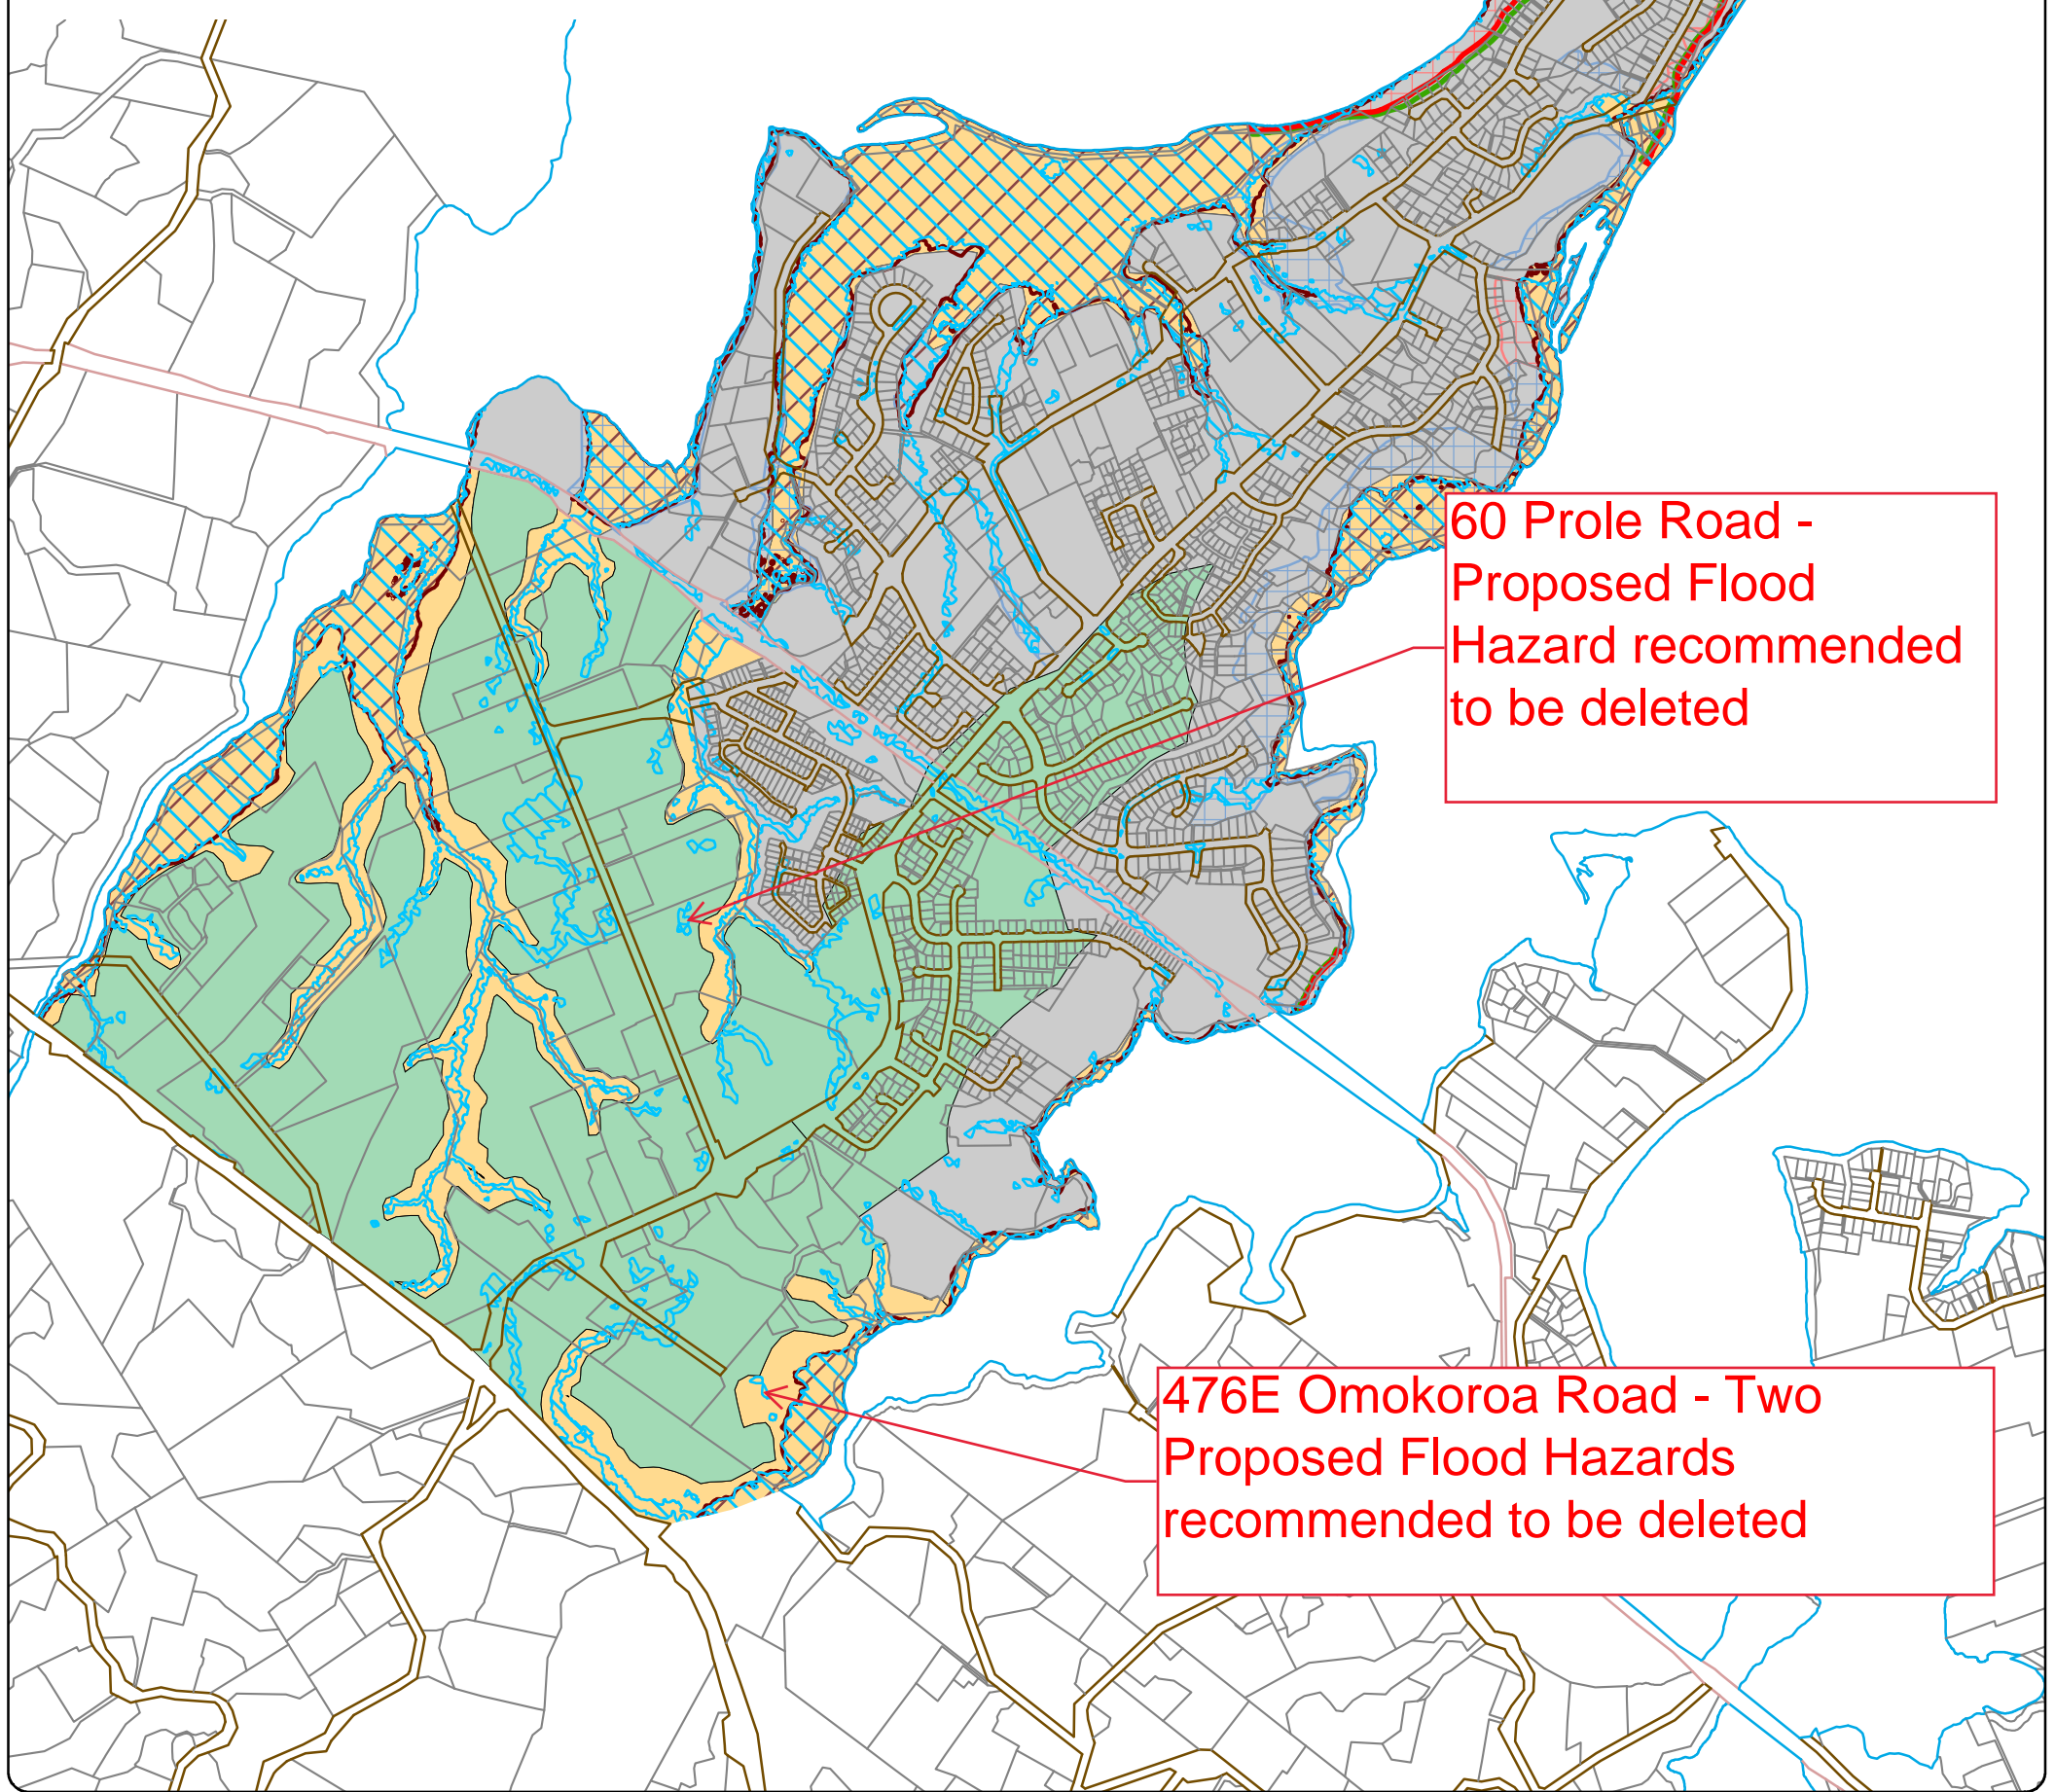 60 Prole Road -
Proposed Flood
Hazard recommended
to be deleted
476E Omokoroa Road - Two
Proposed Flood Hazards
recommended to be deleted